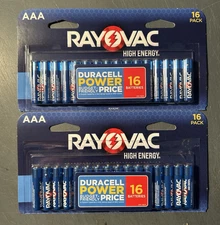 AAA
16
PACK
RAYOVAC
HIGH ENERGY.
DURACELL
POWER
PRICE
16
BATTERIES
AAA
16
PACK
RAYOVAC
HIGH ENERGY.
DURACELL
POWER
PRICE
16
BATTERIES